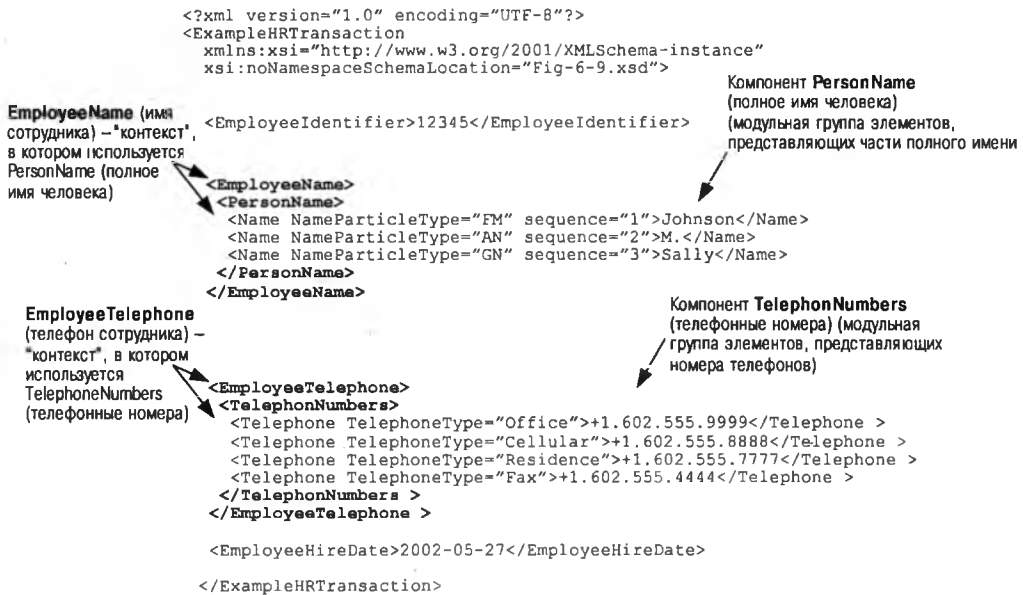 <?xml version="1.0" encoding="UTF-8"?>
<ExampleHRTransaction
xmlns:xsi="http://www.w3.org/2001/XMLSchema-instance"
xsi:noNamespaceSchemaLocation="Fig-6-9.xsd">
Компонент PersonName
(полное имя человека)
(модульная группа элементов,
представляющих части полного имени
EmployeeName (имя
сотрудника) – "контекст",
в котором используется
PersonName (полное
имя человека)
<EmployeeIdentifier>12345</EmployeeIdentifier>
<EmployeeName>
<PersonName>
<Name NameParticleType="FM" sequence="1">Johnson</Name>
<Name NameParticleType="AN" sequence="2">M.</Name>
<Name NameParticleType="GN" sequence="3">Sally</Name>
</PersonName>
</EmployeeName>
EmployeeTelephone
(телефон сотрудника) –
"контекст", в котором
используется
TelephoneNumbers
(телефонные номера)
Компонент TelephonNumbers
(телефонные номера) (модульная
группа элементов, представляющих
номера телефонов)
<EmployeeTelephone>
<TelephonNumbers>
<Telephone TelephoneType="Office">+1.602.555.9999</Telephone >
<Telephone TelephoneType="Cellular">+1.602.555.8888</Telephone >
<Telephone TelephoneType="Residence">+1.602.555.7777</Telephone >
<Telephone TelephoneType="Fax">+1.602.555.4444</Telephone >
</TelephonNumbers >
</EmployeeTelephone >
<EmployeeHireDate>2002-05-27</EmployeeHireDate>
</ExampleHRTransaction>